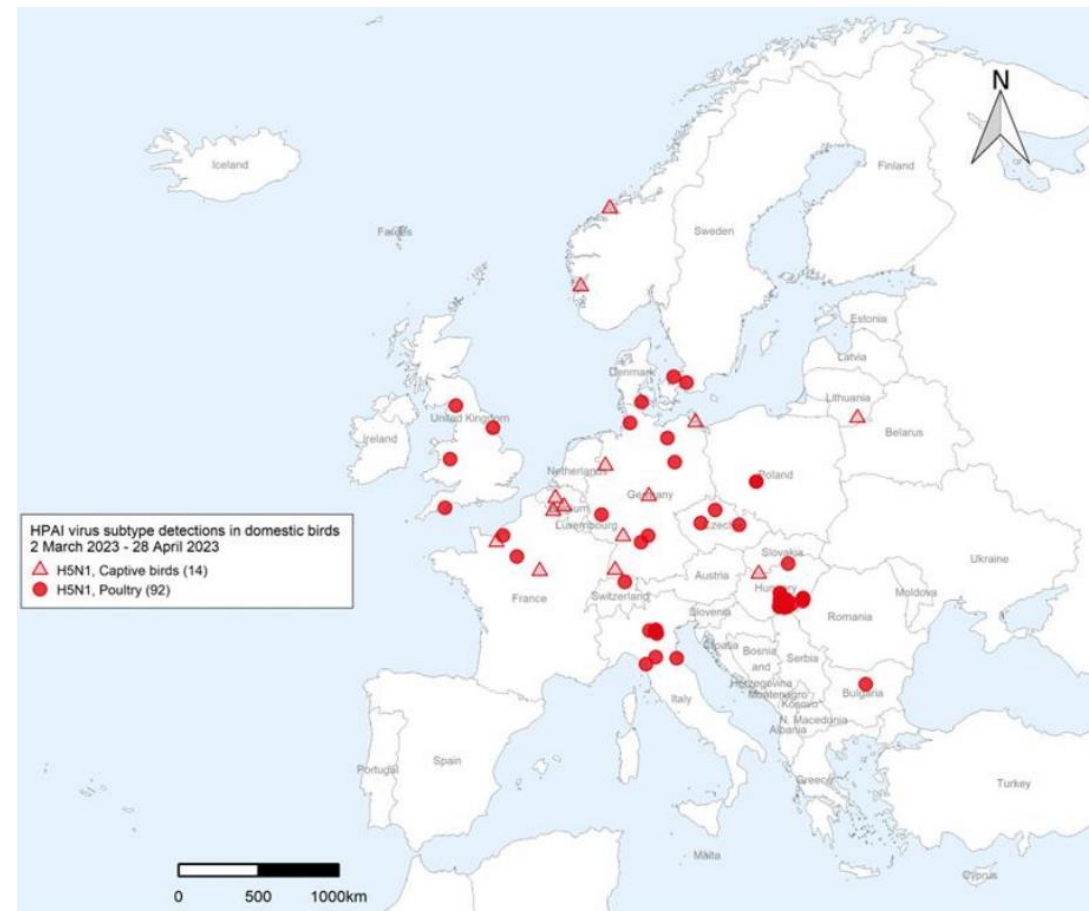 N
Iceland
Finland
Faroes
Sweden
Estonia
Latvia
Denmark
Lithuania
United Kingdom
Belarus
Ireland
Netherlands
Poland
Germany
Luxembourg
Czech
HPAI virus subtype detections in domestic birds
2 March 2023 - 28 April 2023
H5N1, Captive birds (14)
H5N1, Poultry (92)
Ukraine
Slovakia
Austria
Moldova
Hungary
France
Switzerland
Slovenia
Romania
Croatia
Bosnia
and
Herzegovina
Serbia
Montenegro
Kosovo
Bulgaria
Italy
N. Macedonia
Albania
Portugal
Spain
Greece
Turkey
Malta
Cyprus
0 500 1000km